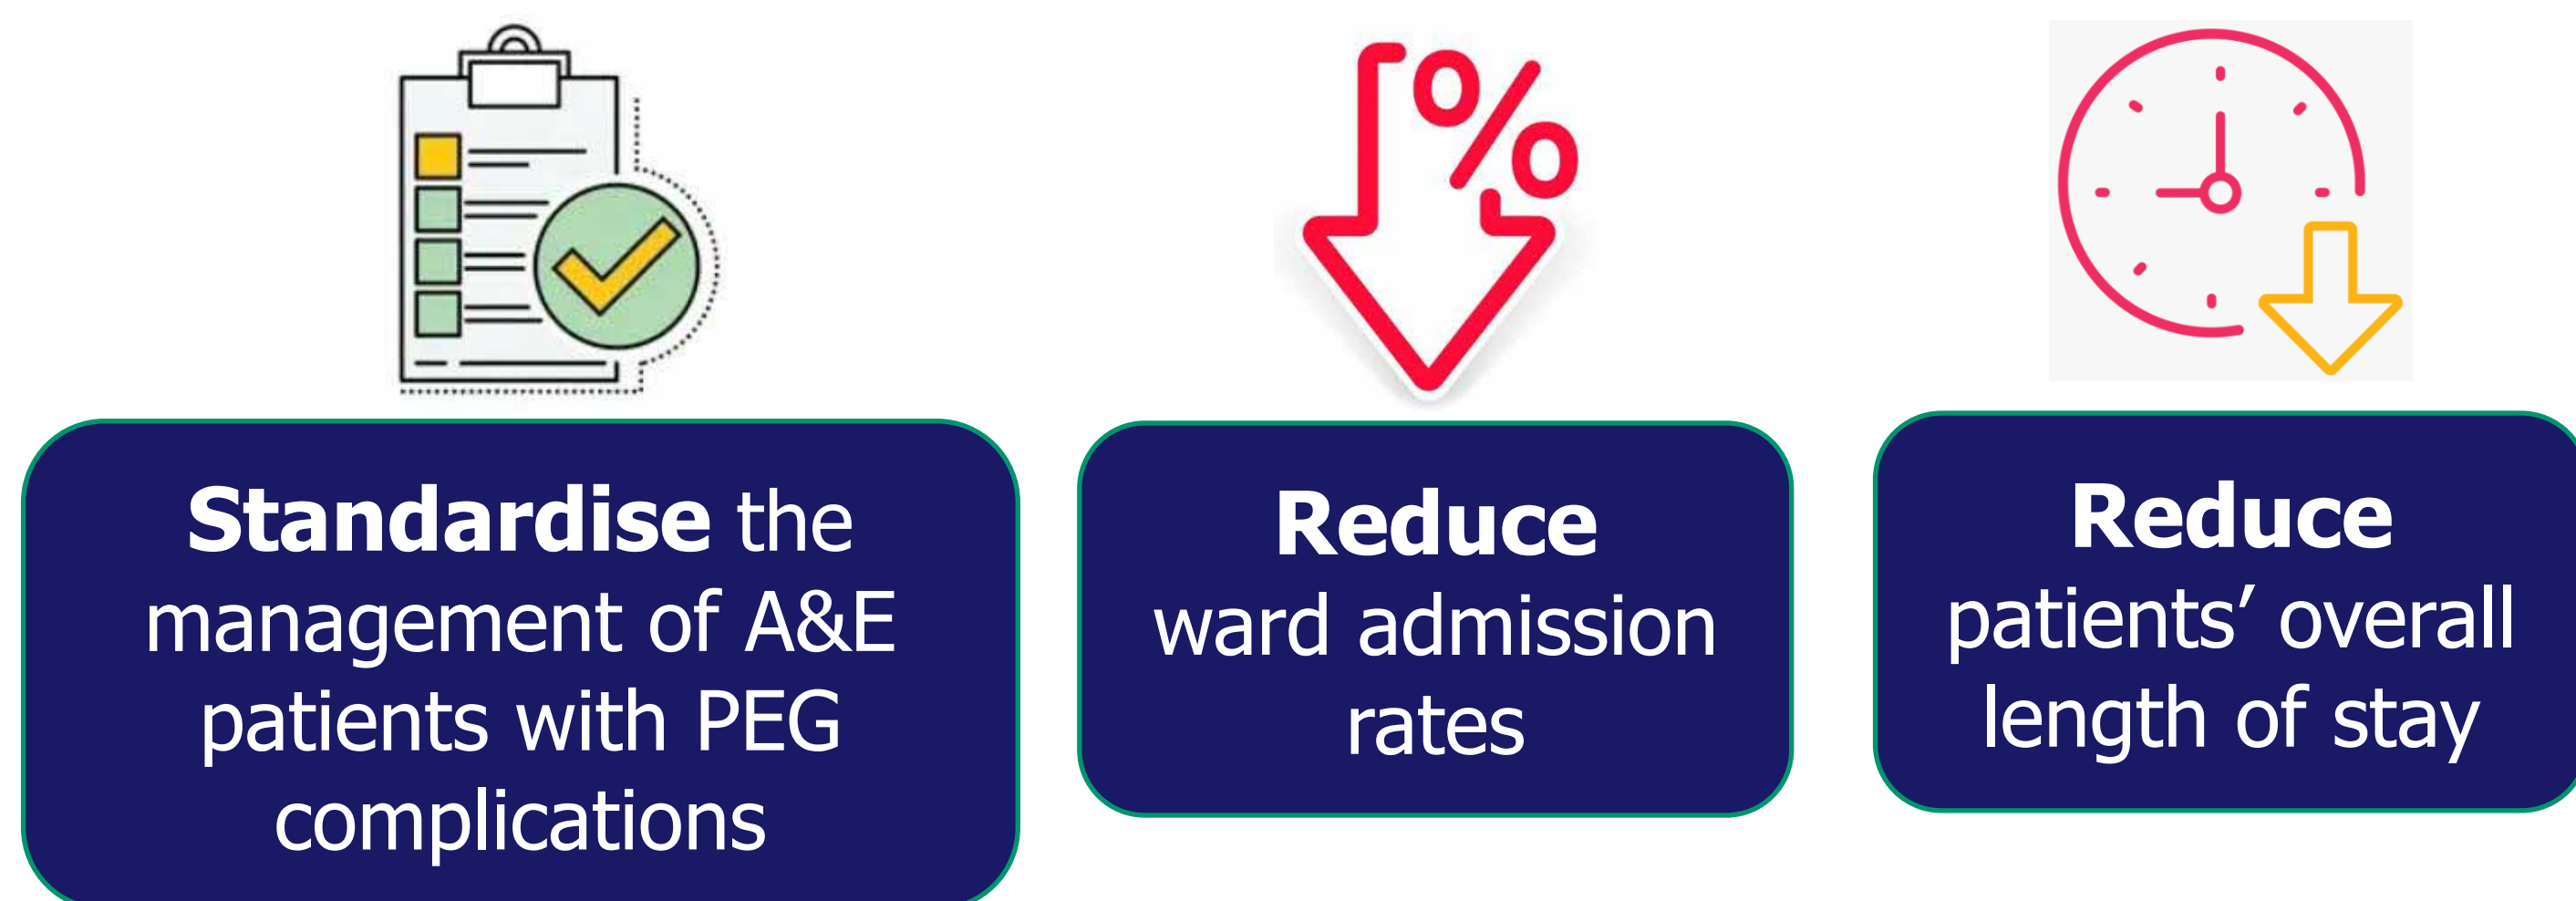 %
Standardise the
management of A&E
patients with PEG
complications
Reduce
ward admission
rates
Reduce
patients’ overall
length of stay